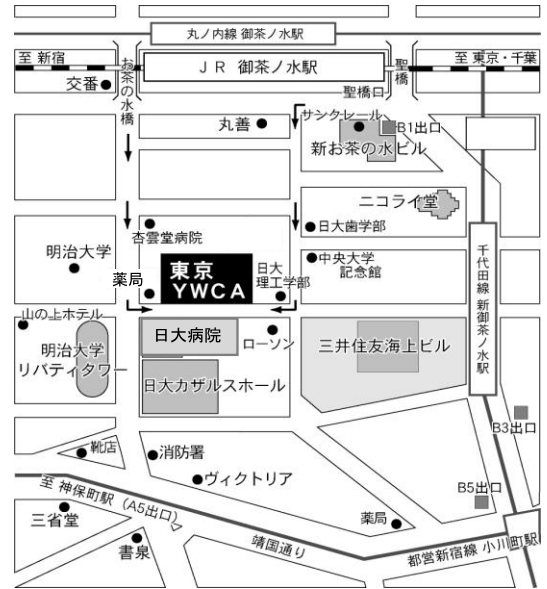 丸ノ内線 御茶ノ水駅
至 新宿
JR 御茶ノ水駅
至 東京・千葉
お茶の水橋
聖橋
交番
聖橋口
丸善
サンクレール
B1出口
新お茶の水ビル
ニコライ堂
杏雲堂病院
日大歯学部
明治大学
中央大学
記念館
千代田線 新御茶ノ水駅
薬局
東京
YWCA
日大
理工学部
山の上ホテル
明治大学
リバティタワー
日大病院
ローソン
三井住友海上ビル
日大カザルスホール
B3出口
靴店
消防署
ヴィクトリア
B5出口
至 神保町駅（A5出口）
三省堂
書泉
薬局
靖国通り
都営新宿線 小川町駅